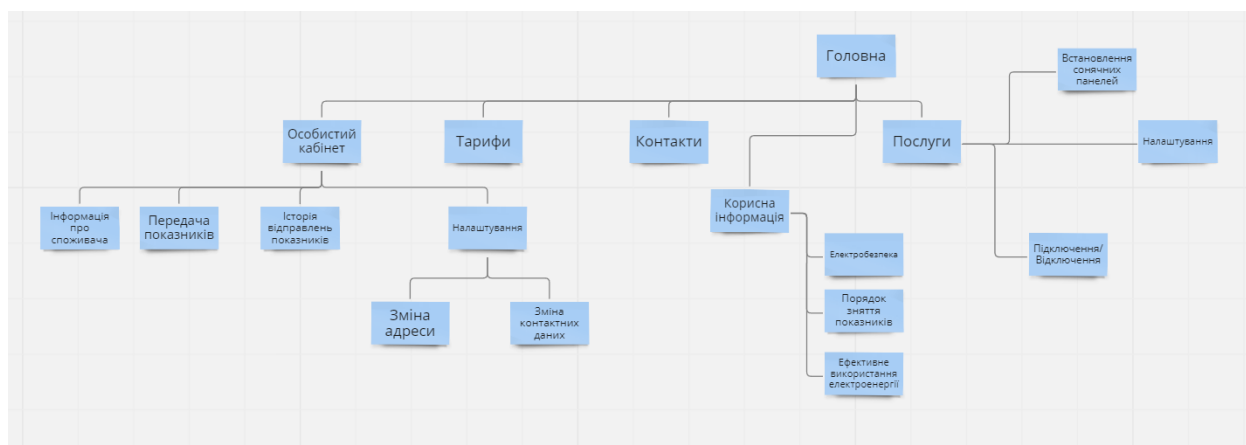 Головна
Встановлення
сонячних
панелей
Особистий
кабінет
Тарифи
Контакти
Послуги
Налаштування
Корисна
інформація
Інформація
про
споживача
Передача
показників
Історія
відправлень
показників
Налаштування
Електробезпека
Підключення/
Відключення
Зміна
адреси
Зміна
контактних
даних
Порядок
зняття
показників
Ефективне
використання
електроенергії